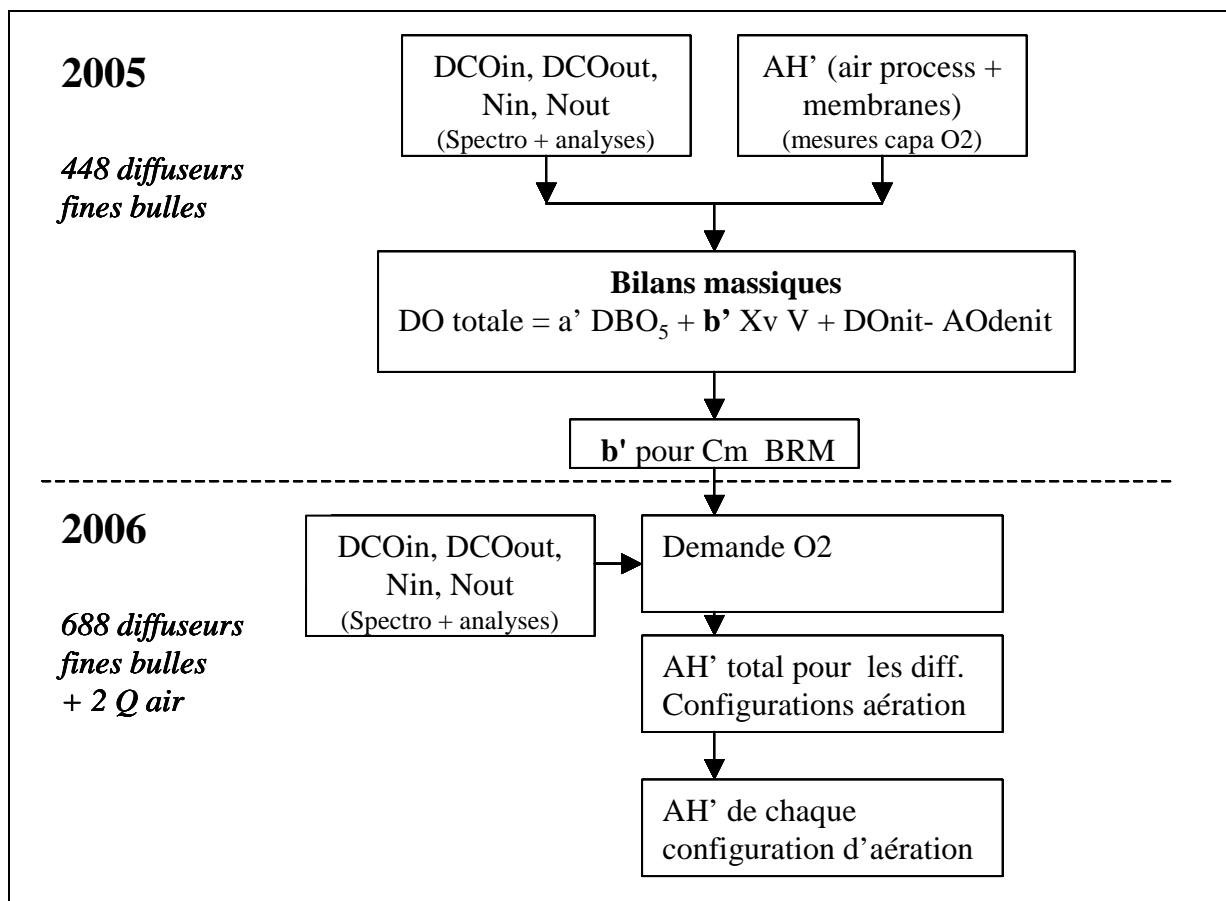 2005
448 diffuseurs
fines bulles
DCOin, DCOout,
Nin, Nout
(Spectro + analyses)
AH’ (air process +
membranes)
(mesures capa O2)
Bilans massiques
DO totale = a’ DBO₅ + b’ Xv V + DOnit- AOdenit
b' pour Cm BRM
2006
688 diffuseurs
fines bulles
+ 2 Q air
DCOin, DCOout,
Nin, Nout
(Spectro + analyses)
Demande O2
AH’ total pour les diff.
Configurations aération
AH’ de chaque
configuration d’aération